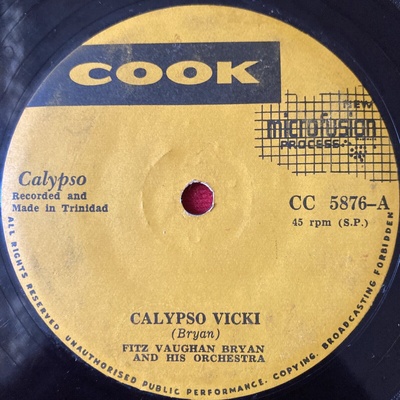 COOK
NEW
microfusion
PROCESS
Calypso
Recorded and
Made in Trinidad
CC 5876-A
45 rpm (S.P.)
CALYPSO VICKI
(Bryan)
FITZ VAUGHAN BRYAN
AND HIS ORCHESTRA
ALL RIGHTS RESERVED UNAUTHORISED PUBLIC PERFORMANCE. COPYING. BROADCASTING FORBIDDEN